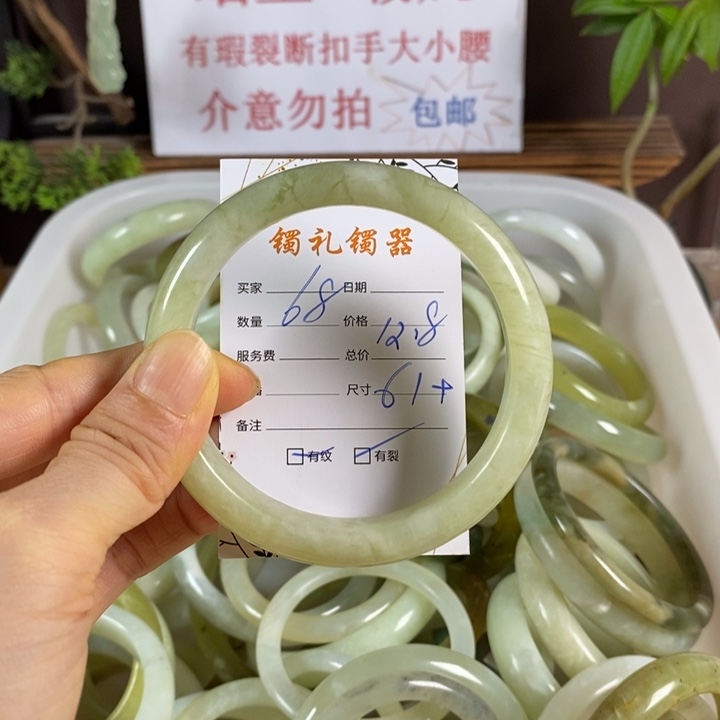 有瑕裂断扣手大小腰
介意勿拍 包邮
镯礼镯器
买家 68 日期
数量 价格 12.8
服务费 总价
尺寸 61+
备注
有纹 有裂